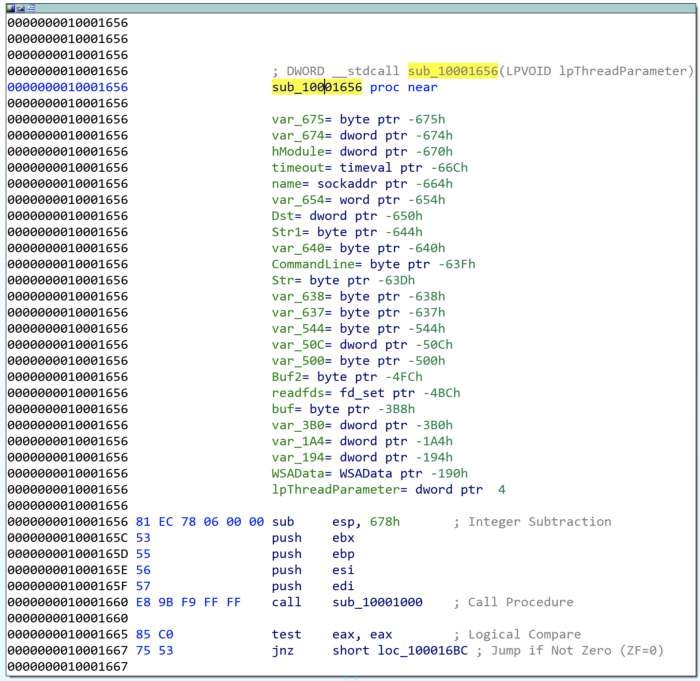 0000000010001656
0000000010001656
0000000010001656
0000000010001656 ; DWORD __stdcall sub_10001656(LPVOID lpThreadParameter)
0000000010001656 sub_10001656 proc near
0000000010001656
0000000010001656 var_675= byte ptr -675h
0000000010001656 var_674= dword ptr -674h
0000000010001656 hModule= dword ptr -670h
0000000010001656 timeout= timeval ptr -66Ch
0000000010001656 name= sockaddr ptr -664h
0000000010001656 var_654= word ptr -654h
0000000010001656 Dst= dword ptr -650h
0000000010001656 Str1= byte ptr -644h
0000000010001656 var_640= byte ptr -640h
0000000010001656 CommandLine= byte ptr -63Fh
0000000010001656 Str= byte ptr -63Dh
0000000010001656 var_638= byte ptr -638h
0000000010001656 var_637= byte ptr -637h
0000000010001656 var_544= byte ptr -544h
0000000010001656 var_50C= dword ptr -50Ch
0000000010001656 var_500= byte ptr -500h
0000000010001656 Buf2= byte ptr -4FCh
0000000010001656 readfds= fd_set ptr -4BCh
0000000010001656 buf= byte ptr -3B8h
0000000010001656 var_3B0= dword ptr -3B0h
0000000010001656 var_1A4= dword ptr -1A4h
0000000010001656 var_194= dword ptr -194h
0000000010001656 WSAData= WSAData ptr -190h
0000000010001656 lpThreadParameter= dword ptr  4
0000000010001656
0000000010001656 81 EC 78 06 00 00 sub esp, 678h ; Integer Subtraction
000000001000165C 53 push ebx
000000001000165D 55 push ebp
000000001000165E 56 push esi
000000001000165F 57 push edi
0000000010001660 E8 9B F9 FF FF call sub_10001000 ; Call Procedure
0000000010001660
0000000010001665 85 C0 test eax, eax ; Logical Compare
0000000010001667 75 53 jnz short loc_100016BC ; Jump if Not Zero (ZF=0)
0000000010001667